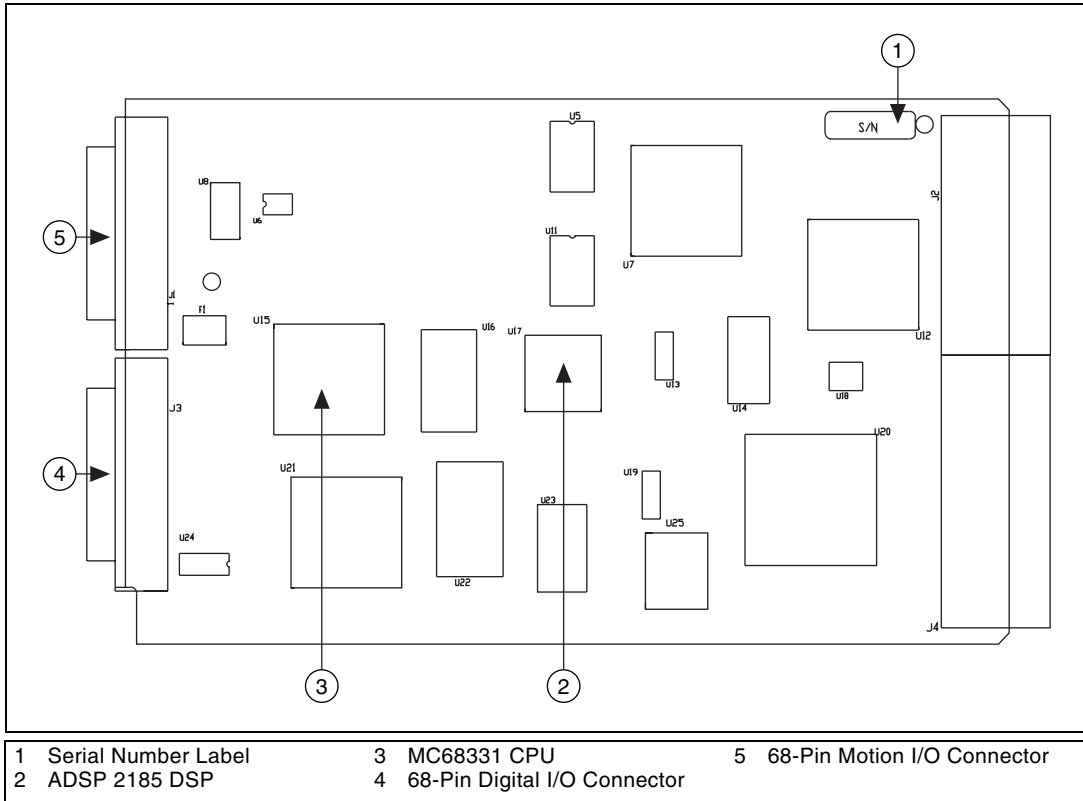 1
S/N
U5
J2
U8
U6
5
U11
U7
J1
F1
U15
U16
U17
U12
U13
U18
U14
J3
U20
4
U21
U19
U23
U25
U24
U22
J4
3
2
1 Serial Number Label 3 MC68331 CPU 5 68-Pin Motion I/O Connector
2 ADSP 2185 DSP 4 68-Pin Digital I/O Connector